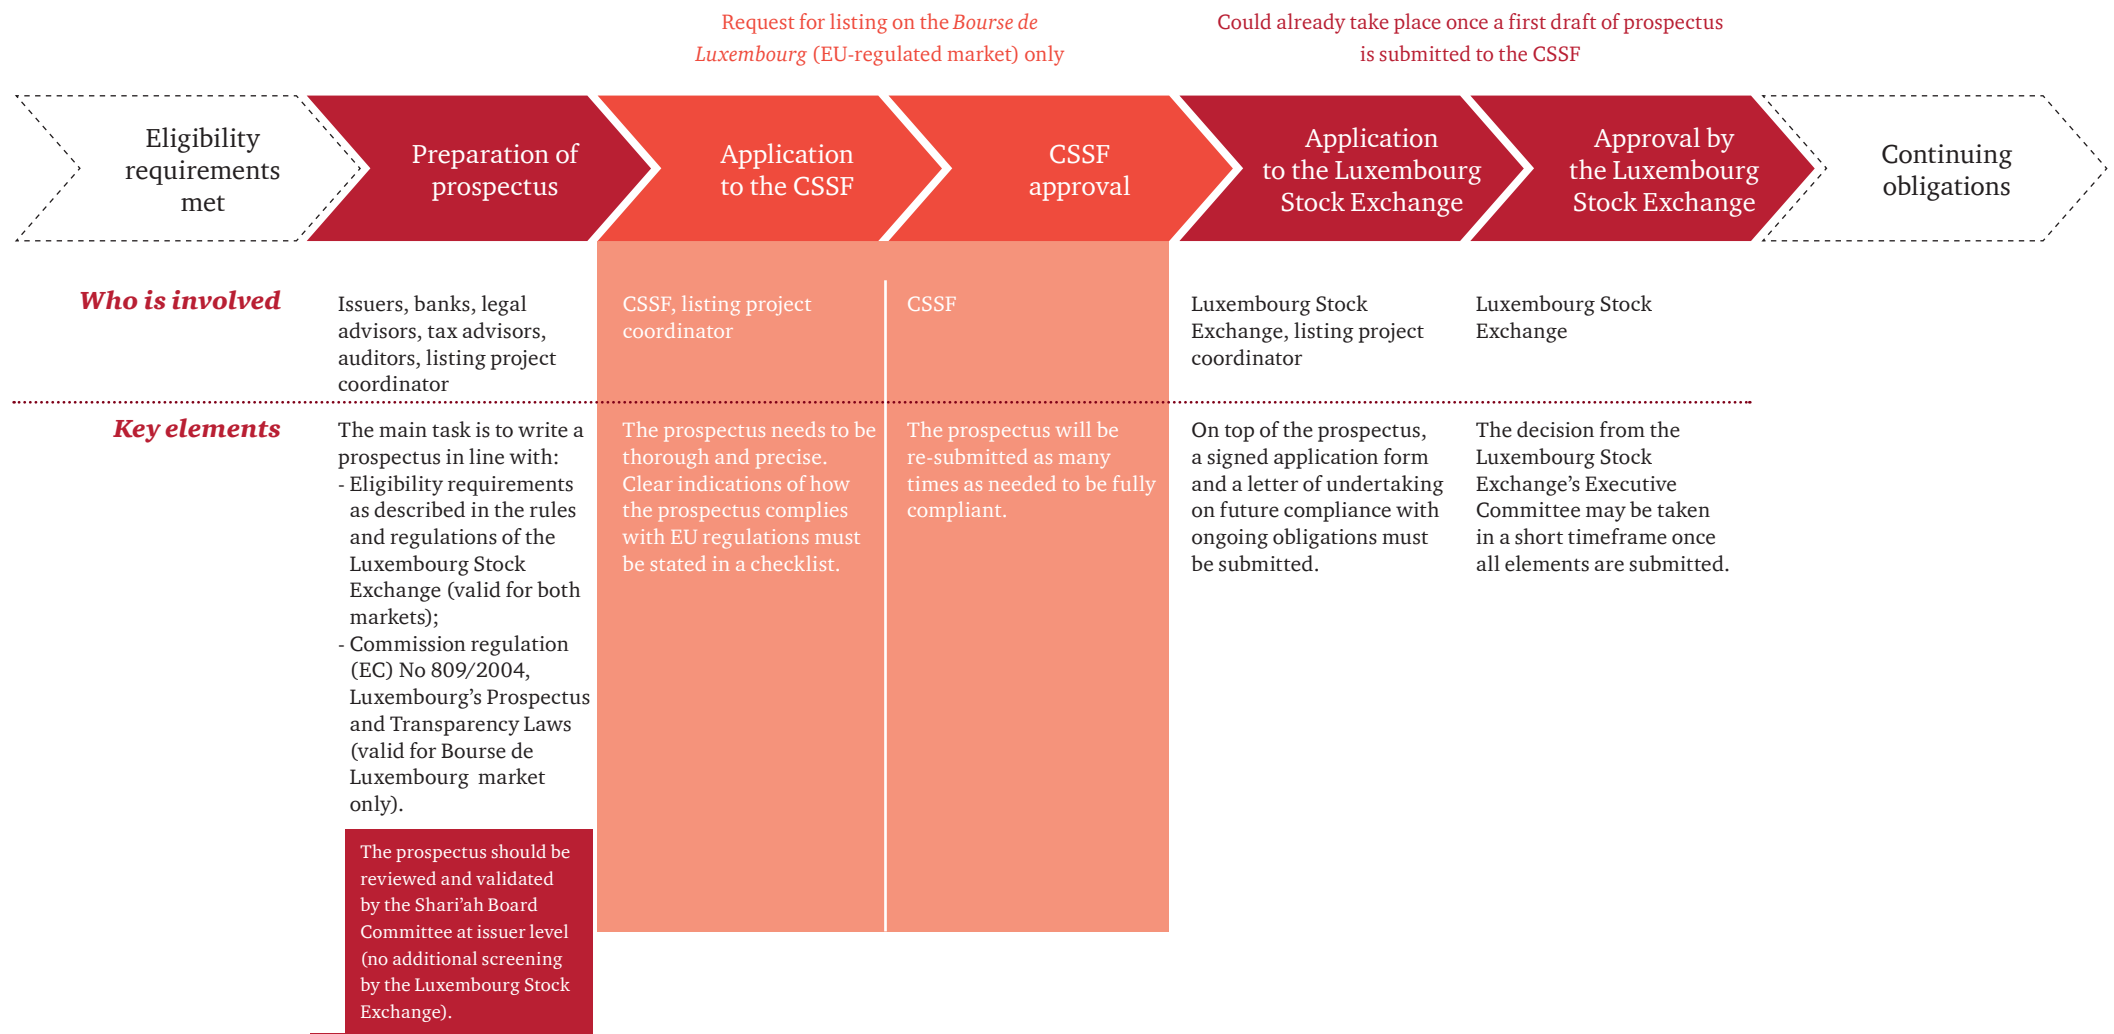 Request for listing on the Bourse de
Luxembourg (EU-regulated market) only
Could already take place once a first draft of prospectus
is submitted to the CSSF
Eligibility
requirements
met
Preparation of
prospectus
Application
to the CSSF
CSSF
approval
Application
to the Luxembourg
Stock Exchange
Approval by
the Luxembourg
Stock Exchange
Continuing
obligations
Who is involved
Issuers, banks, legal
advisors, tax advisors,
auditors, listing project
coordinator
CSSF, listing project
coordinator
CSSF
Luxembourg Stock
Exchange, listing project
coordinator
Luxembourg Stock
Exchange
Key elements
The main task is to write a
prospectus in line with:
- Eligibility requirements
as described in the rules
and regulations of the
Luxembourg Stock
Exchange (valid for both
markets);
- Commission regulation
(EC) No 809/2004,
Luxembourg’s Prospectus
and Transparency Laws
(valid for Bourse de
Luxembourg market
only).
The prospectus should be
reviewed and validated
by the Shari’ah Board
Committee at issuer level
(no additional screening
by the Luxembourg Stock
Exchange).
The prospectus needs to be
thorough and precise.
Clear indications of how
the prospectus complies
with EU regulations must
be stated in a checklist.
The prospectus will be
re-submitted as many
times as needed to be fully
compliant.
On top of the prospectus,
a signed application form
and a letter of undertaking
on future compliance with
ongoing obligations must
be submitted.
The decision from the
Luxembourg Stock
Exchange’s Executive
Committee may be taken
in a short timeframe once
all elements are submitted.